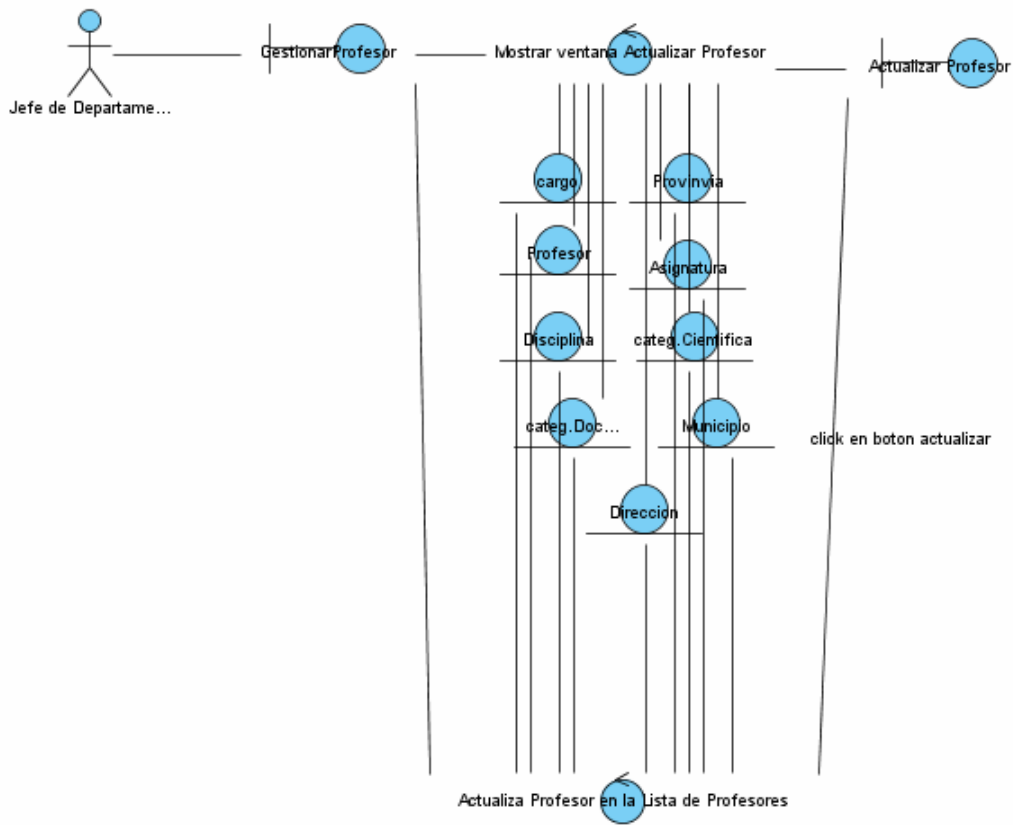 GestionarProfesor
Mostrar ventana Actualizar Profesor
Actualizar Profesor
Jefe de Departame...
cargo
Provinvia
Profesor
Asignatura
Disciplina
categ.Cientifica
categ.Doc...
Municipio
click en boton actualizar
Direccion
Actualiza Profesor en la Lista de Profesores